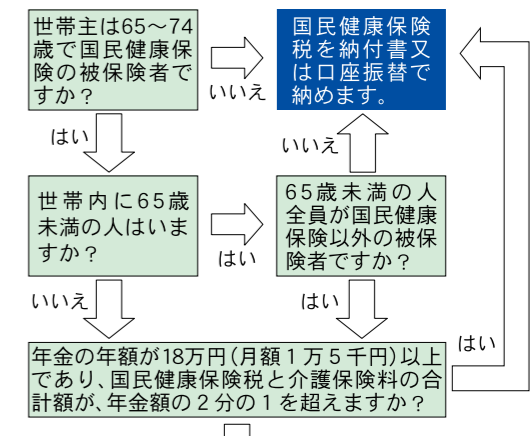 世帯主は65～74
歳で国民健康保
険の被保険者で
すか？
いいえ
国民健康保険
税を納付書又
は口座振替で
納めます。
はい
いいえ
世帯内に65歳
未満の人はいま
すか？
はい
65歳未満の人
全員が国民健康
保険以外の被保
険者ですか？
いいえ
はい
年金の年額が18万円（月額１万５千円）以上
であり、国民健康保険税と介護保険料の合
計額が、年金額の２分の１を超えますか？
はい